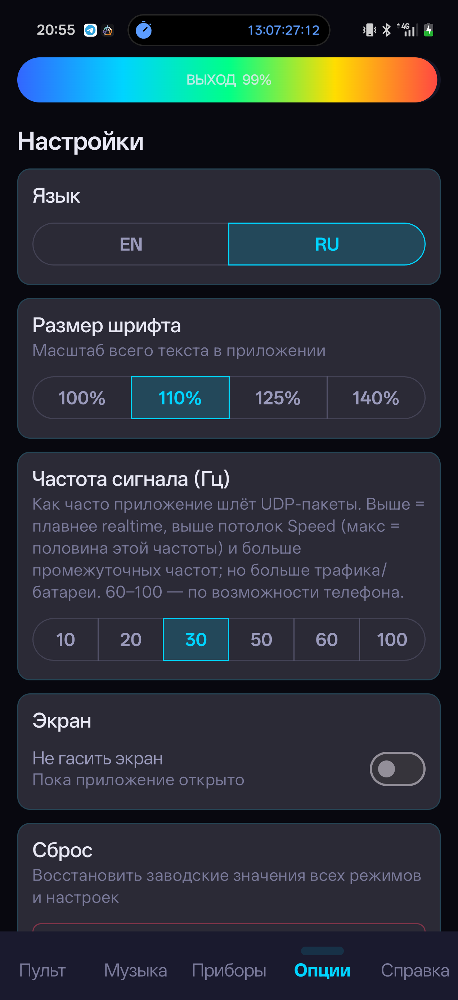 20:55
13:07:27:12
4G
ВЫХОД 99%
Настройки
Язык
EN RU
Размер шрифта
Масштаб всего текста в приложении
100% 110% 125% 140%
Частота сигнала (Гц)
Как часто приложение шлёт UDP-пакеты. Выше =
плавнее realtime, выше потолок Speed (макс =
половина этой частоты) и больше
промежуточных частот; но больше трафика/
батареи. 60–100 — по возможности телефона.
10 20 30 50 60 100
Экран
Не гасить экран
Пока приложение открыто
Сброс
Восстановить заводские значения всех режимов
и настроек
Пульт Музыка Приборы Опции Справка